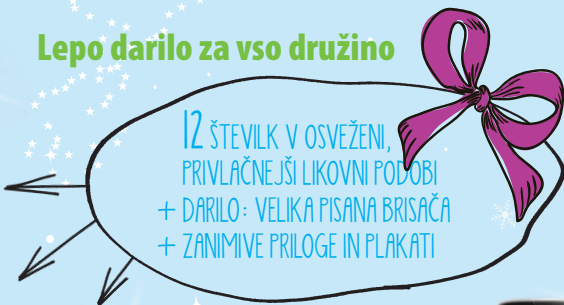 Lepo darilo za vso družino
12 ŠTEVILK V OSVEŽENI,
PRIVLAČNEJŠI LIKOVNI PODOBI
+ DARILO: VELIKA PISANA BRISAČA
+ ZANIMIVE PRILOGE IN PLAKATI